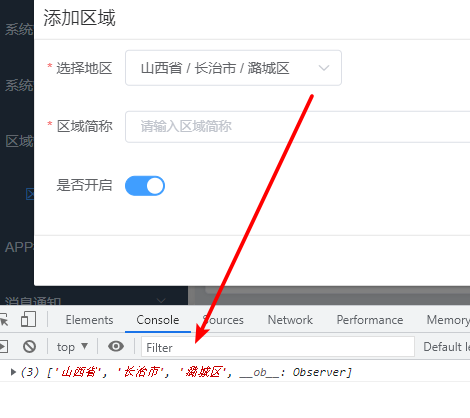 添加区域
系统
* 选择地区 山西省 / 长治市 / 潞城区
系统
* 区域简称 请输入区域简称
区域
是否开启
区
APP
消息通知
Elements Console Sources Network Performance Memory
top Filter Default le
(3) ['山西省', '长治市', '潞城区', __ob__: Observer]